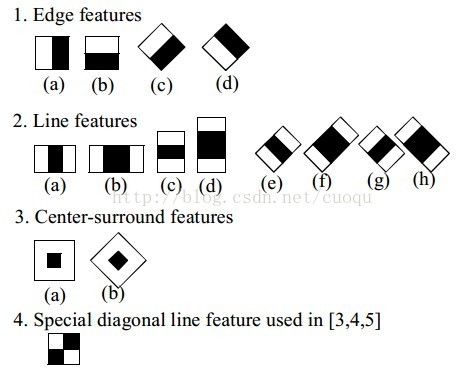 1. Edge features
(a) (b) (c) (d)
2. Line features
(a) (b) (c) (d) (e) (f) (g) (h)
http://blog.csdn.net/cuoqu
3. Center-surround features
(a) (b)
4. Special diagonal line feature used in [3,4,5]